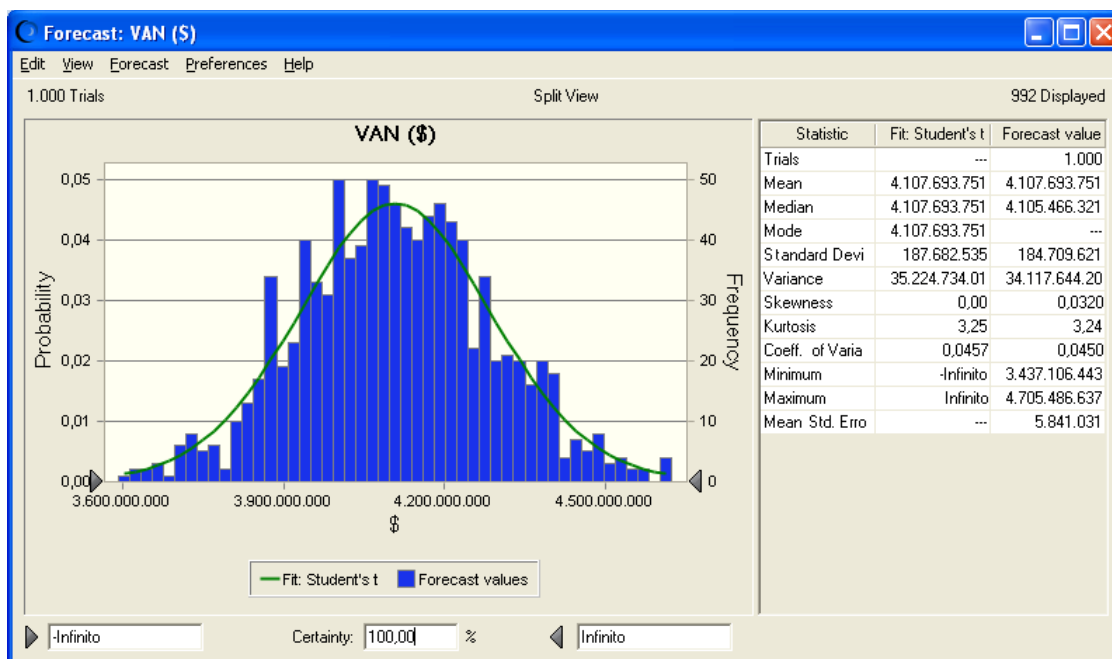 Forecast: VAN ($)
Edit View Forecast Preferences Help
1.000 Trials Split View 992 Displayed
VAN ($)
0,05
0,04
0,03
0,02
0,01
0,00
Probability
50
40
30
20
10
0
Frequency
3.600.000.000 3.900.000.000 4.200.000.000 4.500.000.000
$
Fit: Student's t Forecast values
Statistic Fit: Student's t Forecast value
Trials --- 1.000
Mean 4.107.693.751 4.107.693.751
Median 4.107.693.751 4.105.466.321
Mode 4.107.693.751 ---
Standard Devi 187.682.535 184.709.621
Variance 35.224.734.01 34.117.644.20
Skewness 0,00 0,0320
Kurtosis 3,25 3,24
Coeff. of Varia 0,0457 0,0450
Minimum -Infinito 3.437.106.443
Maximum Infinito 4.705.486.637
Mean Std. Erro --- 5.841.031
-Infinito Certainty: 100,00 % Infinito